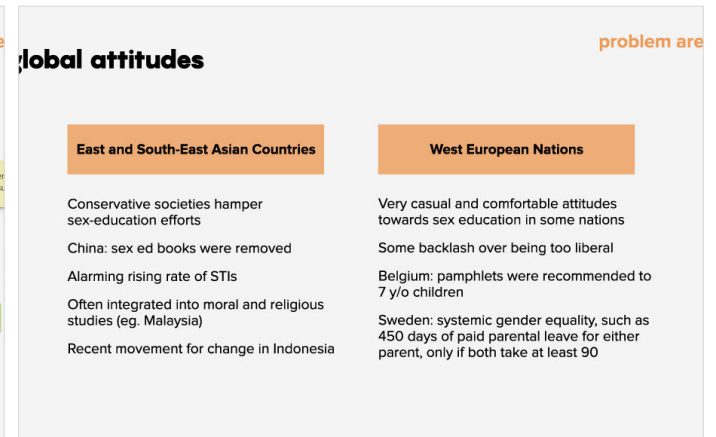 problem are
global attitudes
East and South-East Asian Countries
Conservative societies hamper
sex-education efforts
China: sex ed books were removed
Alarming rising rate of STIs
Often integrated into moral and religious
studies (eg. Malaysia)
Recent movement for change in Indonesia
West European Nations
Very casual and comfortable attitudes
towards sex education in some nations
Some backlash over being too liberal
Belgium: pamphlets were recommended to
7 y/o children
Sweden: systemic gender equality, such as
450 days of paid parental leave for either
parent, only if both take at least 90